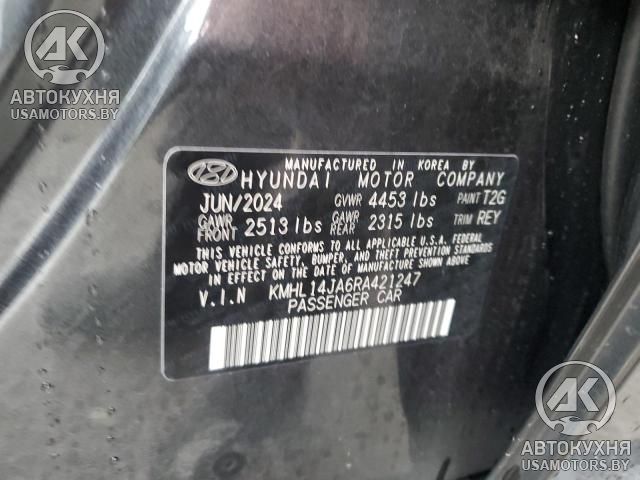 AK
АВТОКУХНЯ
USAMOTORS.BY
MANUFACTURED IN KOREA BY
HYUNDAI MOTOR COMPANY
JUN/2024 GVWR 4453 lbs PAINT T2G
GAWR FRONT 2513 lbs GAWR REAR 2315 lbs TRIM REY
THIS VEHICLE CONFORMS TO ALL APPLICABLE U.S.A. FEDERAL
MOTOR VEHICLE SAFETY, BUMPER, AND THEFT PREVENTION STANDARDS
IN EFFECT ON THE DATE OF MANUFACTURE SHOWN ABOVE.
V.I.N KMHL14JA6RA421247
PASSENGER CAR
AK
АВТОКУХНЯ
USAMOTORS.BY